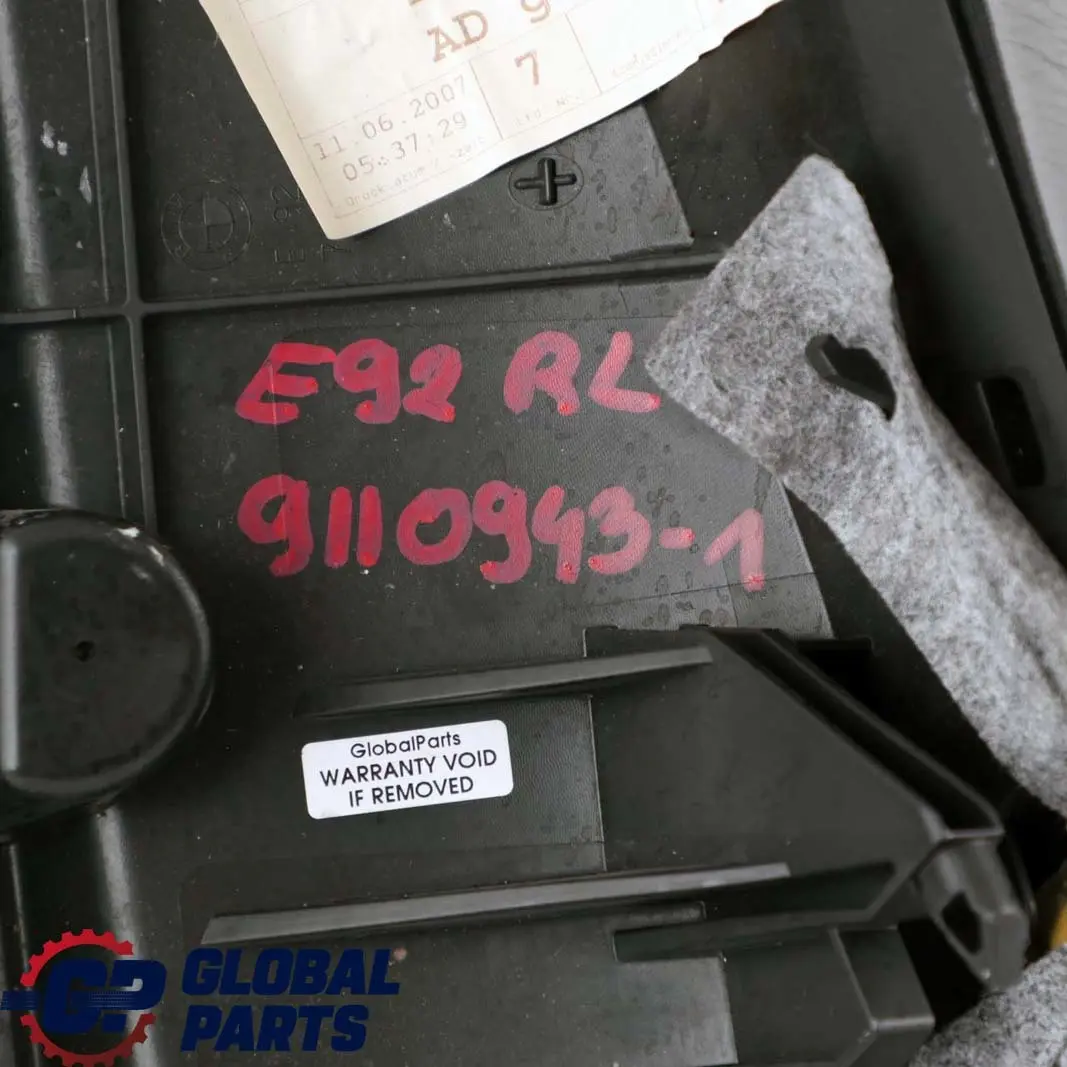 AD 9
7
11.06.2007
05:37:29
E92 RL
9110943-1
GlobalParts
WARRANTY VOID
IF REMOVED
GP GLOBAL
PARTS